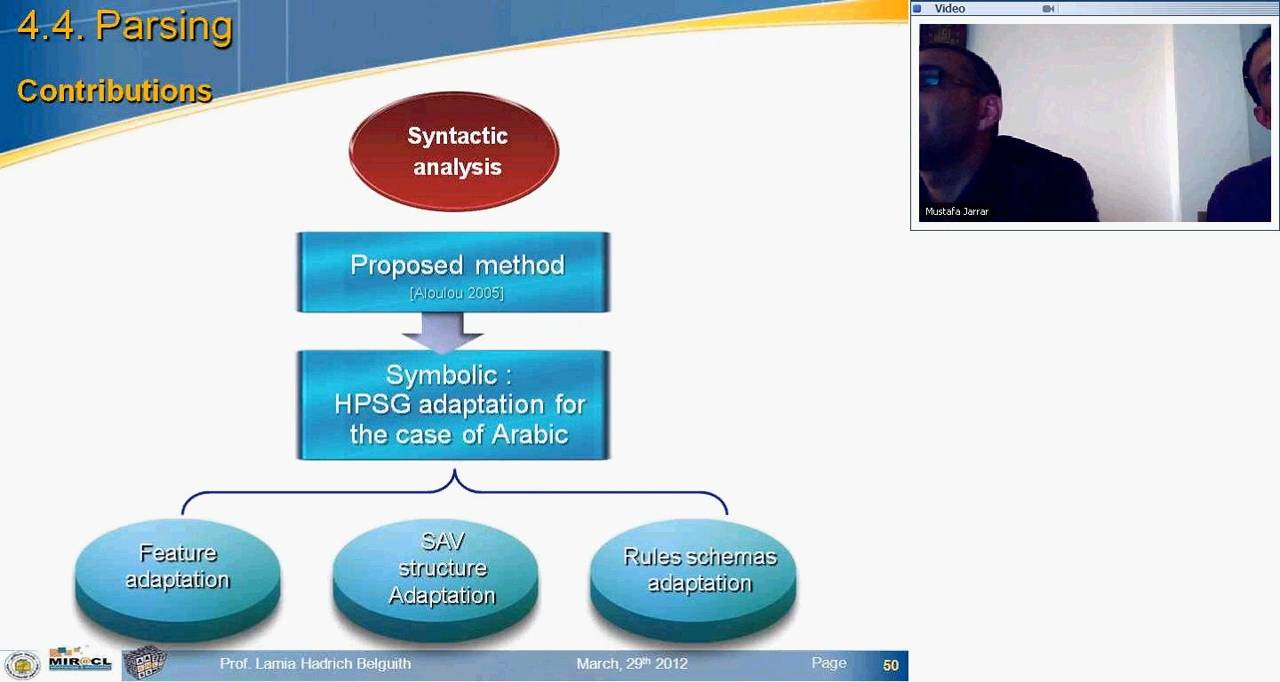 4.4. Parsing
Contributions
Syntactic
analysis
Proposed method
[Aloulou 2005]
Symbolic :
HPSG adaptation for
the case of Arabic
Feature
adaptation
SAV
structure
Adaptation
Rules schemas
adaptation
MIR@CL
Prof. Lamia Hadrich Belguith
March, 29th 2012
Page
50
Video
Mustafa Jarrar